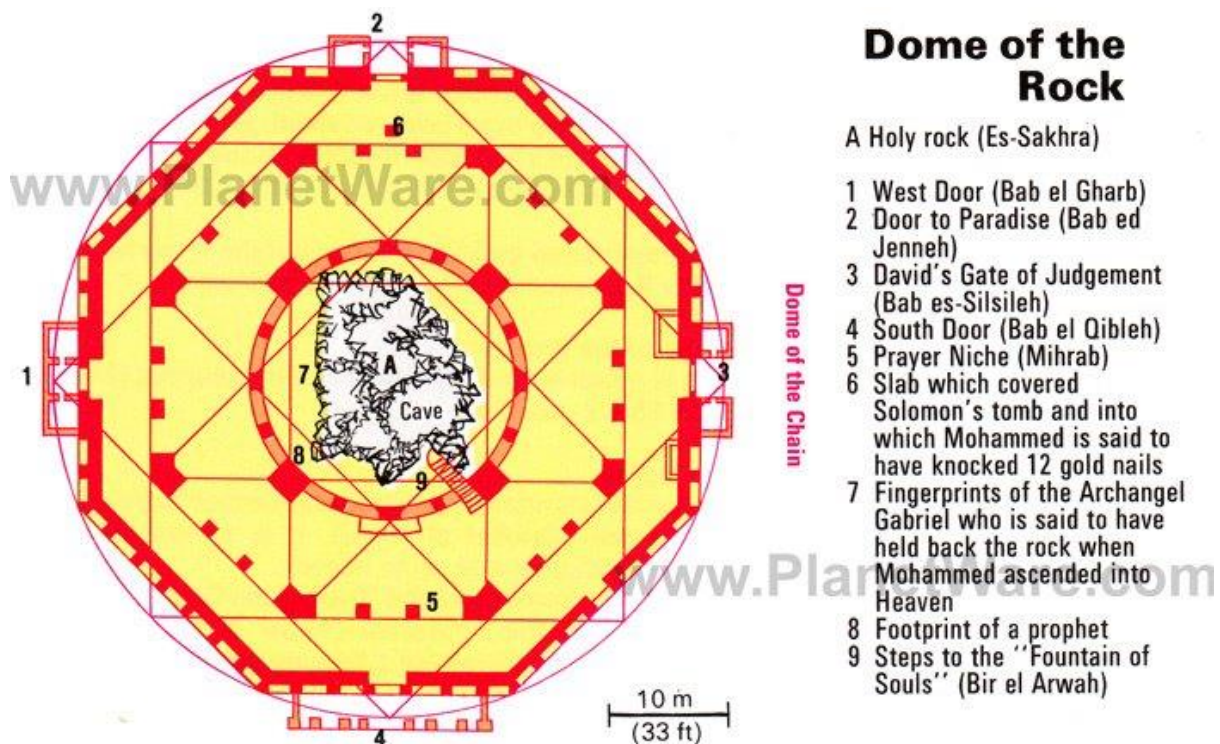 Dome of the
Rock
A Holy rock (Es-Sakhra)
1 West Door (Bab el Gharb)
2 Door to Paradise (Bab ed
Jenneh)
3 David's Gate of Judgement
(Bab es-Silsileh)
4 South Door (Bab el Qibleh)
5 Prayer Niche (Mihrab)
6 Slab which covered
Solomon's tomb and into
which Mohammed is said to
have knocked 12 gold nails
7 Fingerprints of the Archangel
Gabriel who is said to have
held back the rock when
Mohammed ascended into
Heaven
8 Footprint of a prophet
9 Steps to the "Fountain of
Souls" (Bir el Arwah)
2
6
www.PlanetWare.com
1
7
A
Cave
3
8
9
5
4
Dome of the Chain
www.PlanetWare.com
10 m
(33 ft)